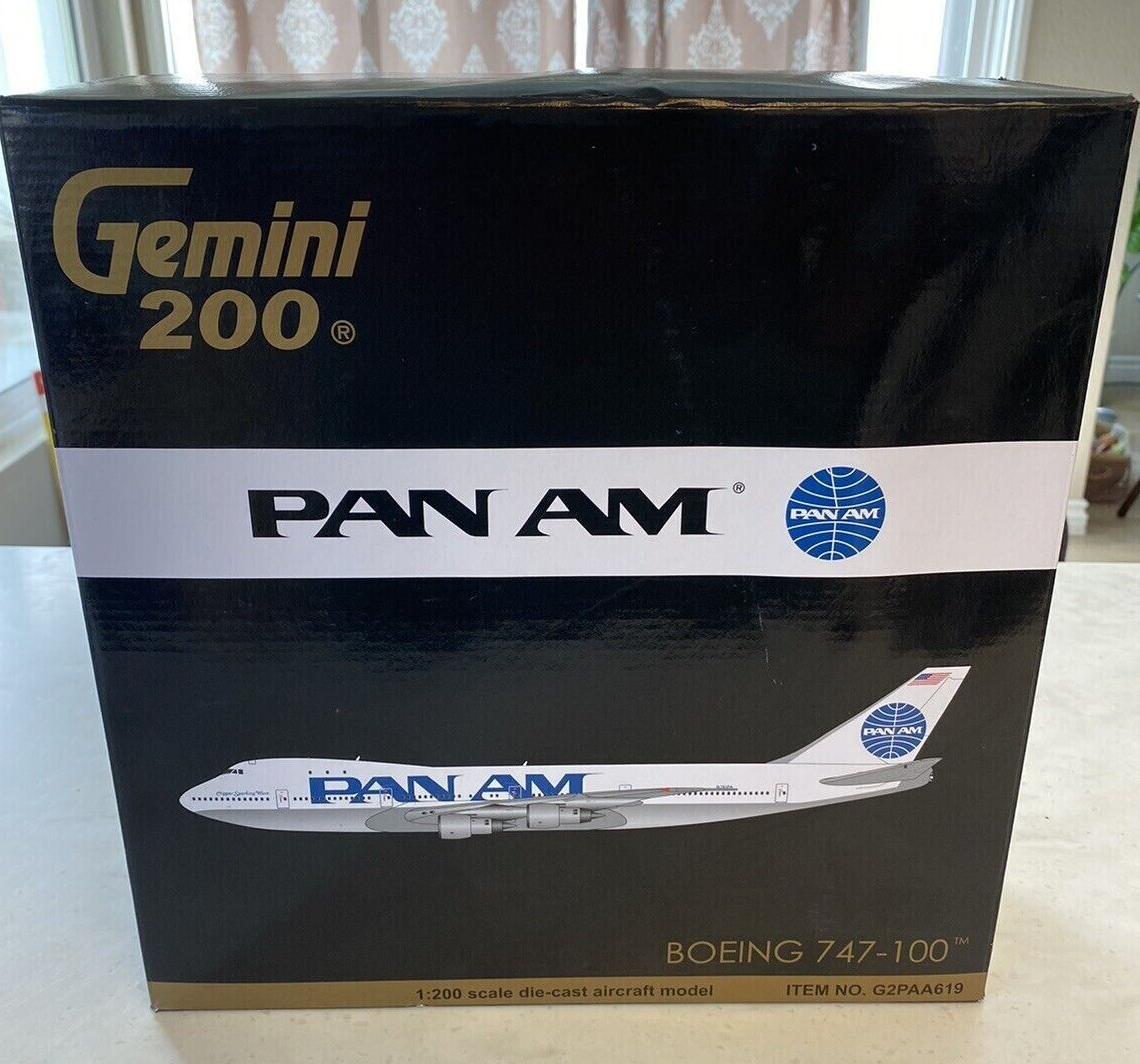 Gemini
200®
PAN AM®
PAN AM
PAN AM
PAN AM
BOEING 747-100™
1:200 scale die-cast aircraft model
ITEM NO. G2PAA619